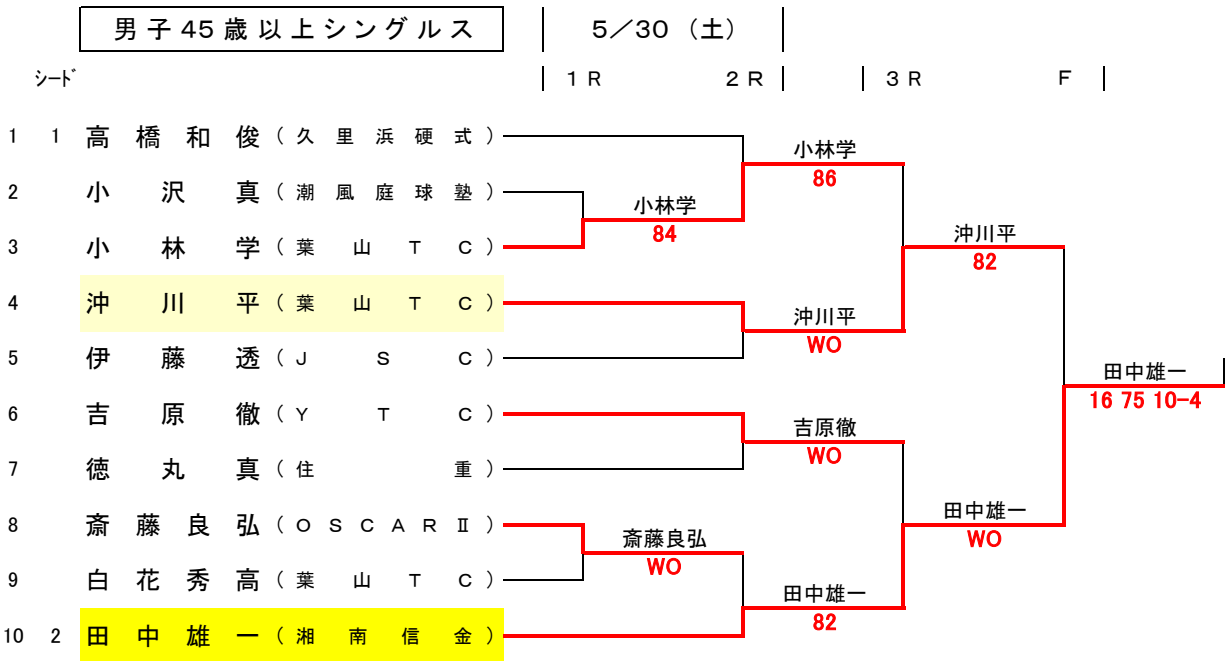 男子45歳以上シングルス 5／30（土）
シード 1R 2R 3R F
1 1 高橋和俊（久里浜硬式）
小林学
86
2 小沢真（潮風庭球塾）
小林学
84
3 小林学（葉山TC）
沖川平
82
4 沖川平（葉山TC）
沖川平
WO
5 伊藤透（JSC）
田中雄一
16 75 10-4
6 吉原徹（YTC）
吉原徹
WO
7 徳丸真（住重）
8 斎藤良弘（OSCARⅡ）
田中雄一
WO
斎藤良弘
WO
9 白花秀高（葉山TC）
田中雄一
82
10 2 田中雄一（湘南信金）